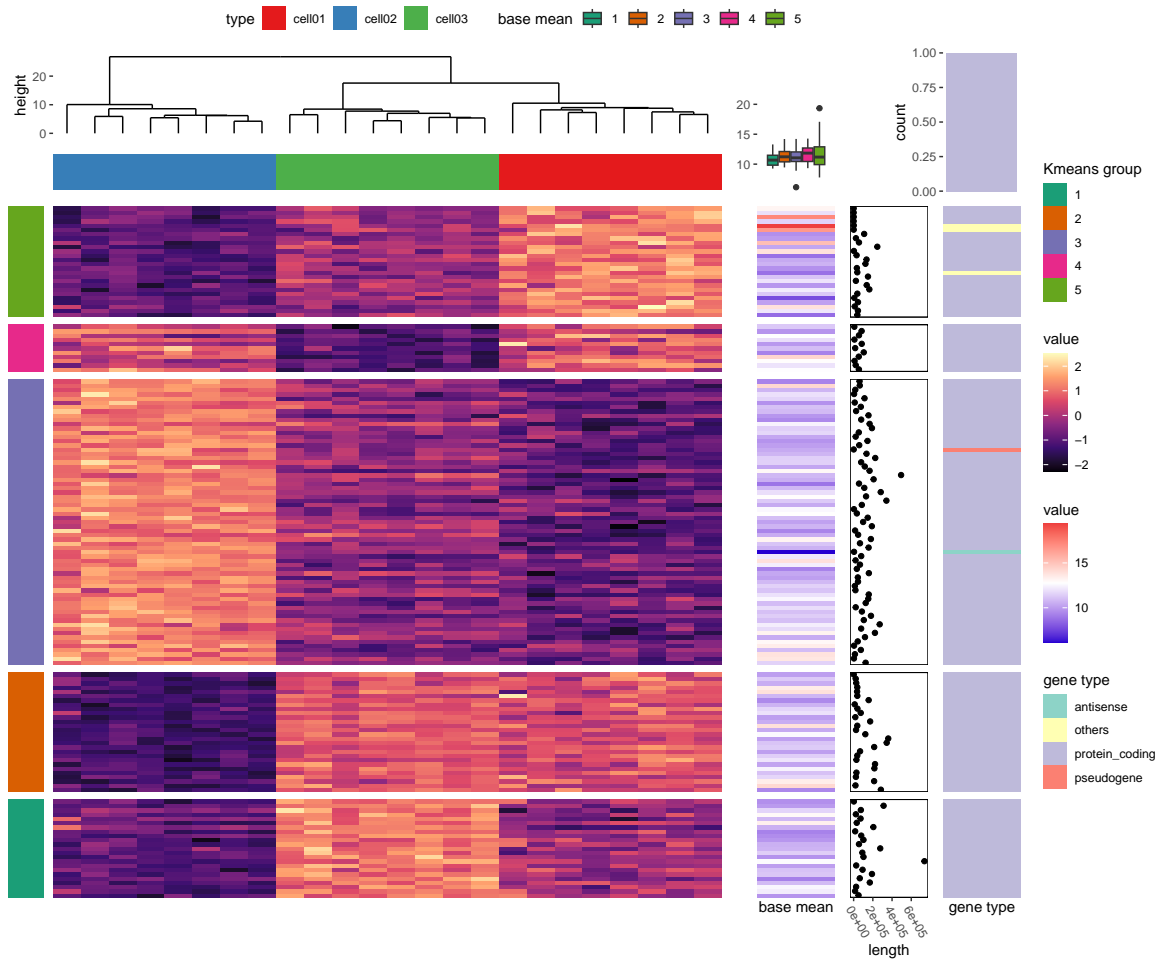 type cell01 cell02 cell03 base mean 1 2 3 4 5
height
20
10
0
20
15
10
count
1.00
0.75
0.50
0.25
0.00
Kmeans group
1
2
3
4
5
value
2
1
0
−1
−2
value
15
10
gene type
antisense
others
protein_coding
pseudogene
base mean
0e+00
2e+05
4e+05
6e+05
length
gene type